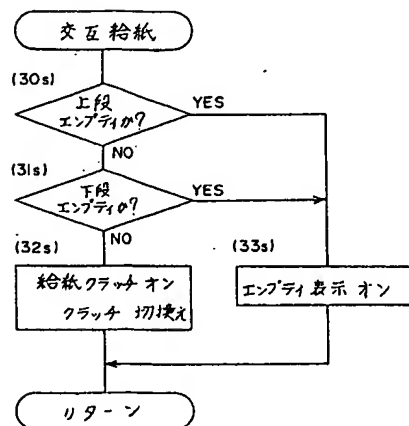 交互給紙
(30s)
上段
エンプティか?
YES
NO
(31s)
下段
エンプティか?
YES
NO
(32s)
(33s)
給紙クラッチオン
クラッチ 切換え
エンプティ表示オン
リターン